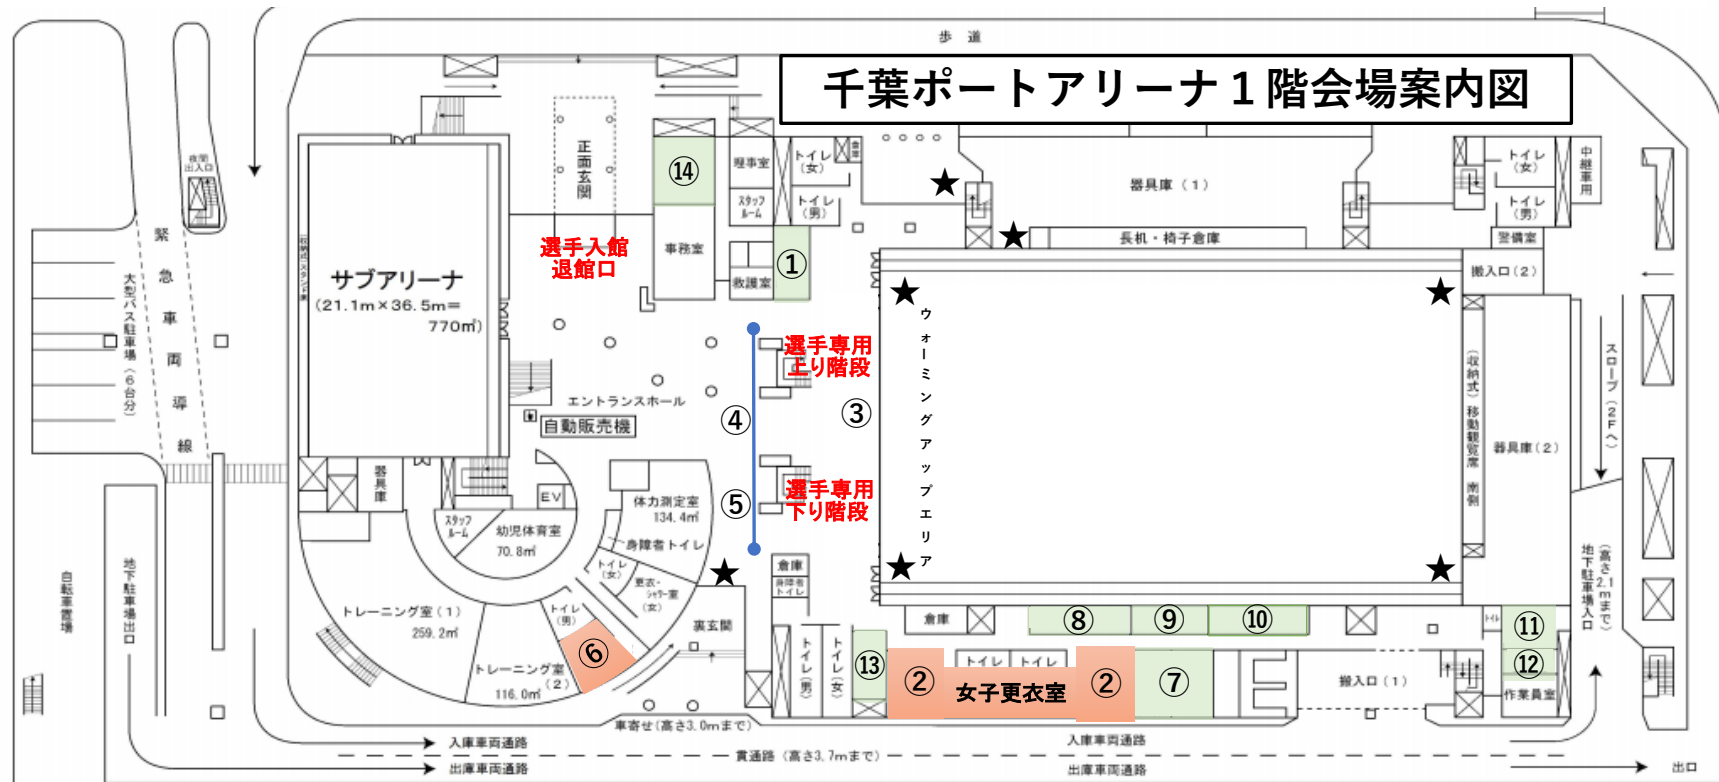 歩 道
千葉ポートアリーナ１階会場案内図
夜間
出入口
緊急車両導線
大型バス駐車場（6台分）
サブアリーナ
(21.1m×36.5m=
770㎡)
正面玄関
選手入館
退館口
⑭
事務室
理事室
スタッフ
ルーム
救護室
①
トイレ
(女)
倉庫
トイレ
(男)
器具庫（1）
長机・椅子倉庫
トイレ
(女)
トイレ
(男)
中継車用
警備室
搬入口(2)
★
★
★
★
★
★
★
ウォーミングアップエリア
選手専用
上り階段
③
④
⑤
選手専用
下り階段
エントランスホール
自動販売機
(収納式)移動観覧席 南側
器具庫(2)
スロープ(2Fへ)
地下駐車場入口
(高さ2.1mまで)
器具庫
EV
スタッフ
ルーム
幼児体育室
70.8㎡
体力測定室
134.4㎡
身障者トイレ
トイレ
(女)
更衣・
シャワー室
(女)
トイレ
(男)
⑥
トレーニング室(1)
259.2㎡
トレーニング室
(2)
116.0㎡
裏玄関
倉庫
身障者
トイレ
トイレ(男)
トイレ(女)
⑬
倉庫
⑧
⑨
⑩
②
トイレ
トイレ
女子更衣室
②
⑦
搬入口(1)
トイレ
⑪
⑫
作業員室
自転車置場
地下駐車場出口
車寄せ(高さ3.0mまで)
入庫車両通路
出庫車両通路
貫通路(高さ3.7mまで)
入庫車両通路
出庫車両通路
出口